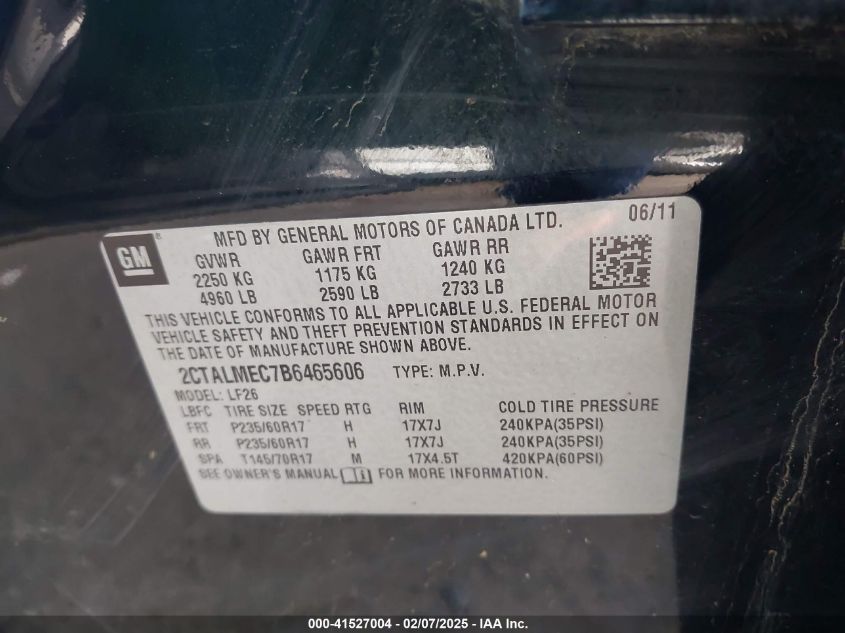 06/11
GM®
MFD BY GENERAL MOTORS OF CANADA LTD.
GVWR GAWR FRT GAWR RR
2250 KG 1175 KG 1240 KG
4960 LB 2590 LB 2733 LB
THIS VEHICLE CONFORMS TO ALL APPLICABLE U.S. FEDERAL MOTOR
VEHICLE SAFETY AND THEFT PREVENTION STANDARDS IN EFFECT ON
THE DATE OF MANUFACTURE SHOWN ABOVE.
2CTALMEC7B6465606 TYPE: M.P.V.
MODEL: LF26
LBFC TIRE SIZE SPEED RTG RIM COLD TIRE PRESSURE
FRT P235/60R17 H 17X7J 240KPA(35PSI)
RR P235/60R17 H 17X7J 240KPA(35PSI)
SPA T145/70R17 M 17X4.5T 420KPA(60PSI)
SEE OWNER'S MANUAL FOR MORE INFORMATION.
000-41527004 - 02/07/2025 - IAA Inc.